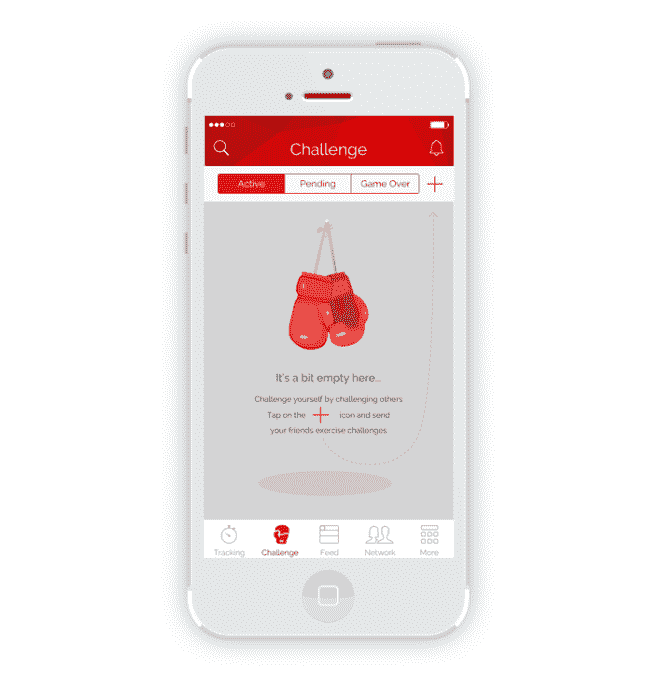 Challenge
Active Pending Game Over
It's a bit empty here...
Challenge yourself by challenging others
Tap on the icon and send
your friends exercise challenges.
Tracking Challenge Feed Network More